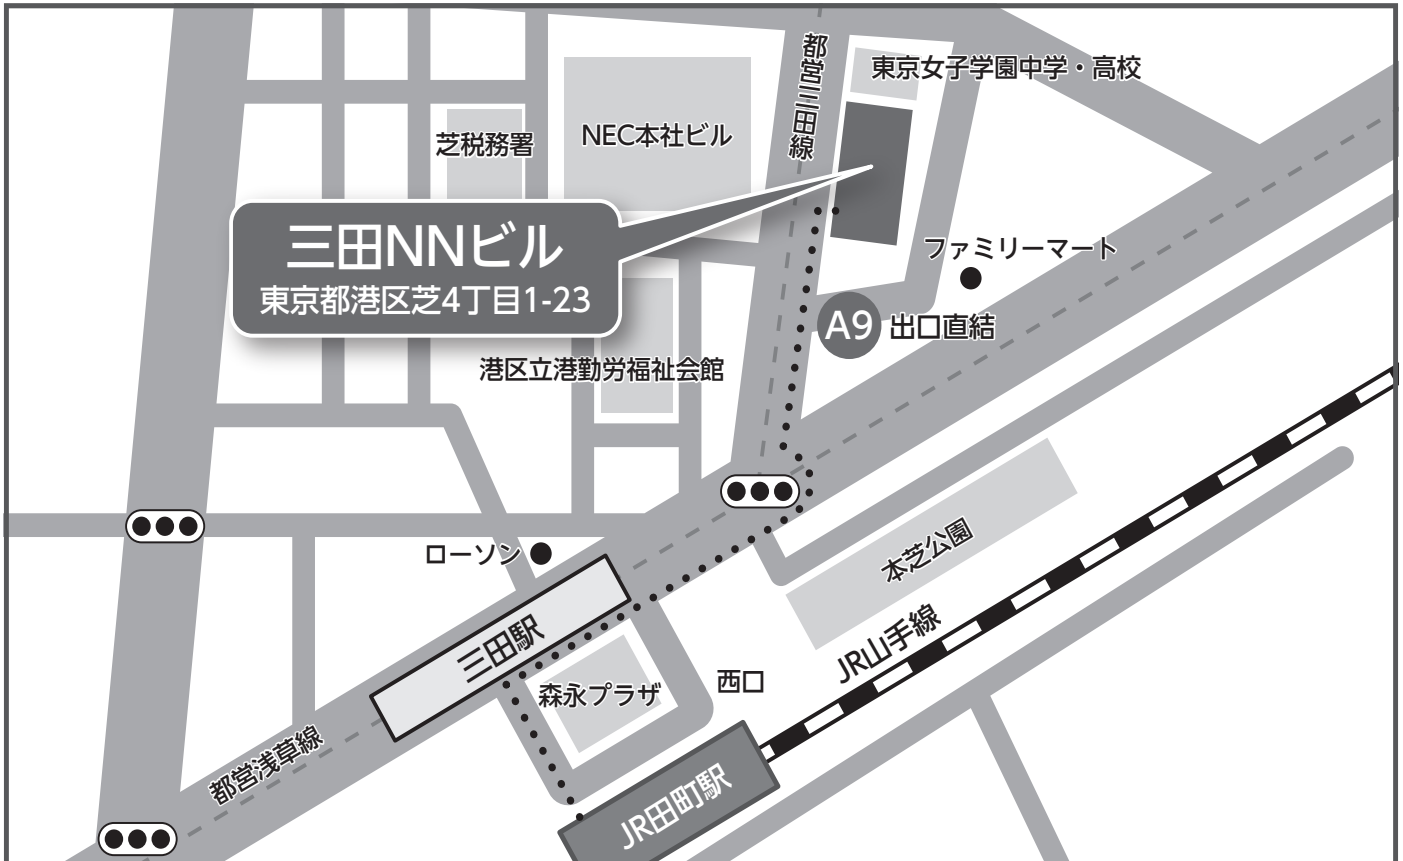 都営三田線
東京女子学園中学・高校
芝税務署
NEC本社ビル
三田NNビル
東京都港区芝4丁目1-23
ファミリーマート
A9 出口直結
港区立港勤労福祉会館
ローソン
本芝公園
三田駅
JR山手線
森永プラザ
西口
都営浅草線
JR田町駅